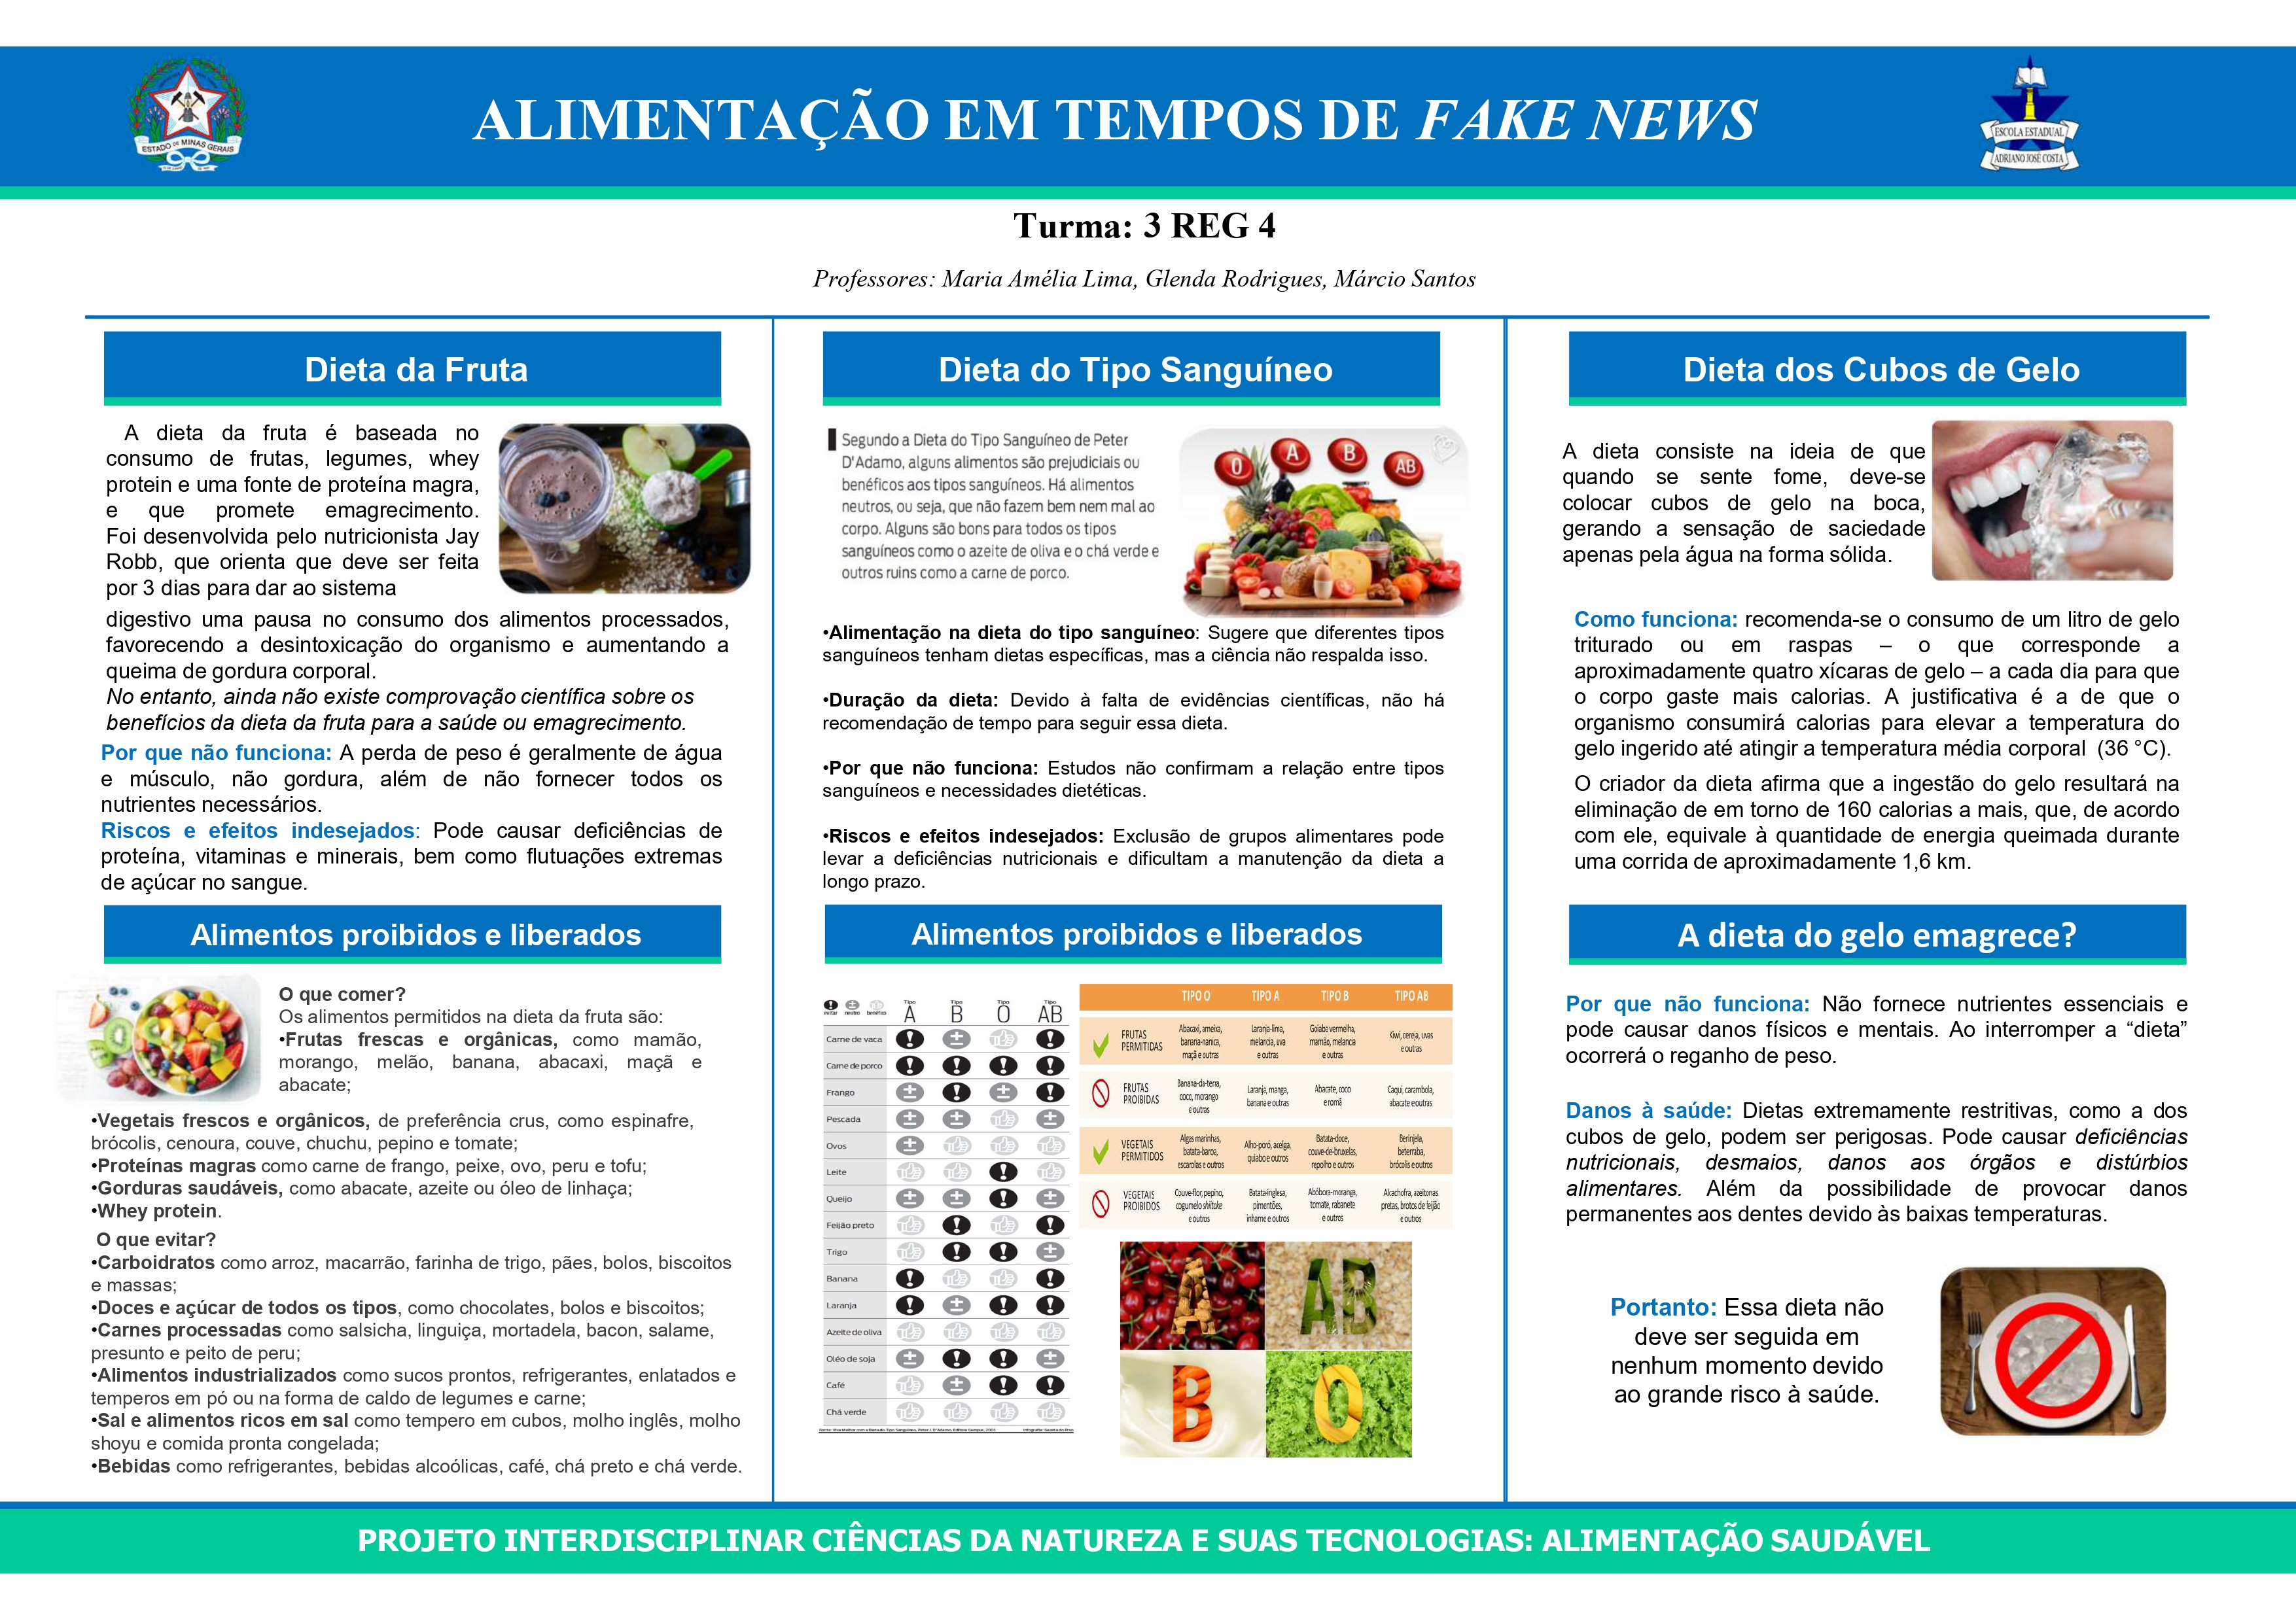 ESTADO DE MINAS GERAIS
ALIMENTAÇÃO EM TEMPOS DE FAKE NEWS
ESCOLA ESTADUAL
ADRIANO JOSÉ COSTA
Turma: 3 REG 4
Professores: Maria Amélia Lima, Glenda Rodrigues, Márcio Santos
Dieta da Fruta
A dieta da fruta é baseada no
consumo de frutas, legumes, whey
protein e uma fonte de proteína magra,
e que promete emagrecimento.
Foi desenvolvida pelo nutricionista Jay
Robb, que orienta que deve ser feita
por 3 dias para dar ao sistema
digestivo uma pausa no consumo dos alimentos processados,
favorecendo a desintoxicação do organismo e aumentando a
queima de gordura corporal.
No entanto, ainda não existe comprovação científica sobre os
benefícios da dieta da fruta para a saúde ou emagrecimento.
Por que não funciona: A perda de peso é geralmente de água
e músculo, não gordura, além de não fornecer todos os
nutrientes necessários.
Riscos e efeitos indesejados: Pode causar deficiências de
proteína, vitaminas e minerais, bem como flutuações extremas
de açúcar no sangue.
Alimentos proibidos e liberados
O que comer?
Os alimentos permitidos na dieta da fruta são:
•Frutas frescas e orgânicas, como mamão,
morango, melão, banana, abacaxi, maçã e
abacate;
•Vegetais frescos e orgânicos, de preferência crus, como espinafre,
brócolis, cenoura, couve, chuchu, pepino e tomate;
•Proteínas magras como carne de frango, peixe, ovo, peru e tofu;
•Gorduras saudáveis, como abacate, azeite ou óleo de linhaça;
•Whey protein.
O que evitar?
•Carboidratos como arroz, macarrão, farinha de trigo, pães, bolos, biscoitos
e massas;
•Doces e açúcar de todos os tipos, como chocolates, bolos e biscoitos;
•Carnes processadas como salsicha, linguiça, mortadela, bacon, salame,
presunto e peito de peru;
•Alimentos industrializados como sucos prontos, refrigerantes, enlatados e
temperos em pó ou na forma de caldo de legumes e carne;
•Sal e alimentos ricos em sal como tempero em cubos, molho inglês, molho
shoyu e comida pronta congelada;
•Bebidas como refrigerantes, bebidas alcoólicas, café, chá preto e chá verde.
Dieta do Tipo Sanguíneo
Segundo a Dieta do Tipo Sanguíneo de Peter
D'Adamo, alguns alimentos são prejudiciais ou
benéficos aos tipos sanguíneos. Há alimentos
neutros, ou seja, que não fazem bem nem mal ao
corpo. Alguns são bons para todos os tipos
sanguíneos como o azeite de oliva e o chá verde e
outros ruins como a carne de porco.
O A B AB
•Alimentação na dieta do tipo sanguíneo: Sugere que diferentes tipos
sanguíneos tenham dietas específicas, mas a ciência não respalda isso.
•Duração da dieta: Devido à falta de evidências científicas, não há
recomendação de tempo para seguir essa dieta.
•Por que não funciona: Estudos não confirmam a relação entre tipos
sanguíneos e necessidades dietéticas.
•Riscos e efeitos indesejados: Exclusão de grupos alimentares pode
levar a deficiências nutricionais e dificultam a manutenção da dieta a
longo prazo.
Alimentos proibidos e liberados
evitar neutro benéfico
Tipo A Tipo B Tipo O Tipo AB
Carne de vaca
Carne de porco
Frango
Pescada
Ovos
Leite
Queijo
Feijão preto
Trigo
Banana
Laranja
Azeite de oliva
Óleo de soja
Café
Chá verde
TIPO O TIPO A TIPO B TIPO AB
FRUTAS PERMITIDAS
Abacaxi, ameixa, banana-nanica, maçã e outras
Laranja-lima, melancia, uva e outras
Goiaba vermelha, mamão, melancia e outras
Kiwi, cereja, uvas e outras
FRUTAS PROIBIDAS
Banana-da-terra, coco, morango e outros
Laranja, manga, banana e outras
Abacate, coco e romã
Caqui, carambola, abacate e outras
VEGETAIS PERMITIDOS
Algas marinhas, batata-baroa, escarolas e outros
Alho-poró, acelga, quiabo e outros
Batata-doce, couve-de-bruxelas, repolho e outros
Berinjela, beterraba, brócolis e outros
VEGETAIS PROIBIDOS
Couve-flor, pepino, cogumelo shiitake e outros
Batata-inglesa, pimentões, inhame e outros
Abóbora-moranga, tomate, rabanete e outros
Alcachofra, azeitonas pretas, brotos de feijão e outros
A AB
B O
Dieta dos Cubos de Gelo
A dieta consiste na ideia de que
quando se sente fome, deve-se
colocar cubos de gelo na boca,
gerando a sensação de saciedade
apenas pela água na forma sólida.
Como funciona: recomenda-se o consumo de um litro de gelo
triturado ou em raspas – o que corresponde a
aproximadamente quatro xícaras de gelo – a cada dia para que
o corpo gaste mais calorias. A justificativa é a de que o
organismo consumirá calorias para elevar a temperatura do
gelo ingerido até atingir a temperatura média corporal (36 °C).
O criador da dieta afirma que a ingestão do gelo resultará na
eliminação de em torno de 160 calorias a mais, que, de acordo
com ele, equivale à quantidade de energia queimada durante
uma corrida de aproximadamente 1,6 km.
A dieta do gelo emagrece?
Por que não funciona: Não fornece nutrientes essenciais e
pode causar danos físicos e mentais. Ao interromper a “dieta”
ocorrerá o reganho de peso.
Danos à saúde: Dietas extremamente restritivas, como a dos
cubos de gelo, podem ser perigosas. Pode causar deficiências
nutricionais, desmaios, danos aos órgãos e distúrbios
alimentares. Além da possibilidade de provocar danos
permanentes aos dentes devido às baixas temperaturas.
Portanto: Essa dieta não
deve ser seguida em
nenhum momento devido
ao grande risco à saúde.
PROJETO INTERDISCIPLINAR CIÊNCIAS DA NATUREZA E SUAS TECNOLOGIAS: ALIMENTAÇÃO SAUDÁVEL